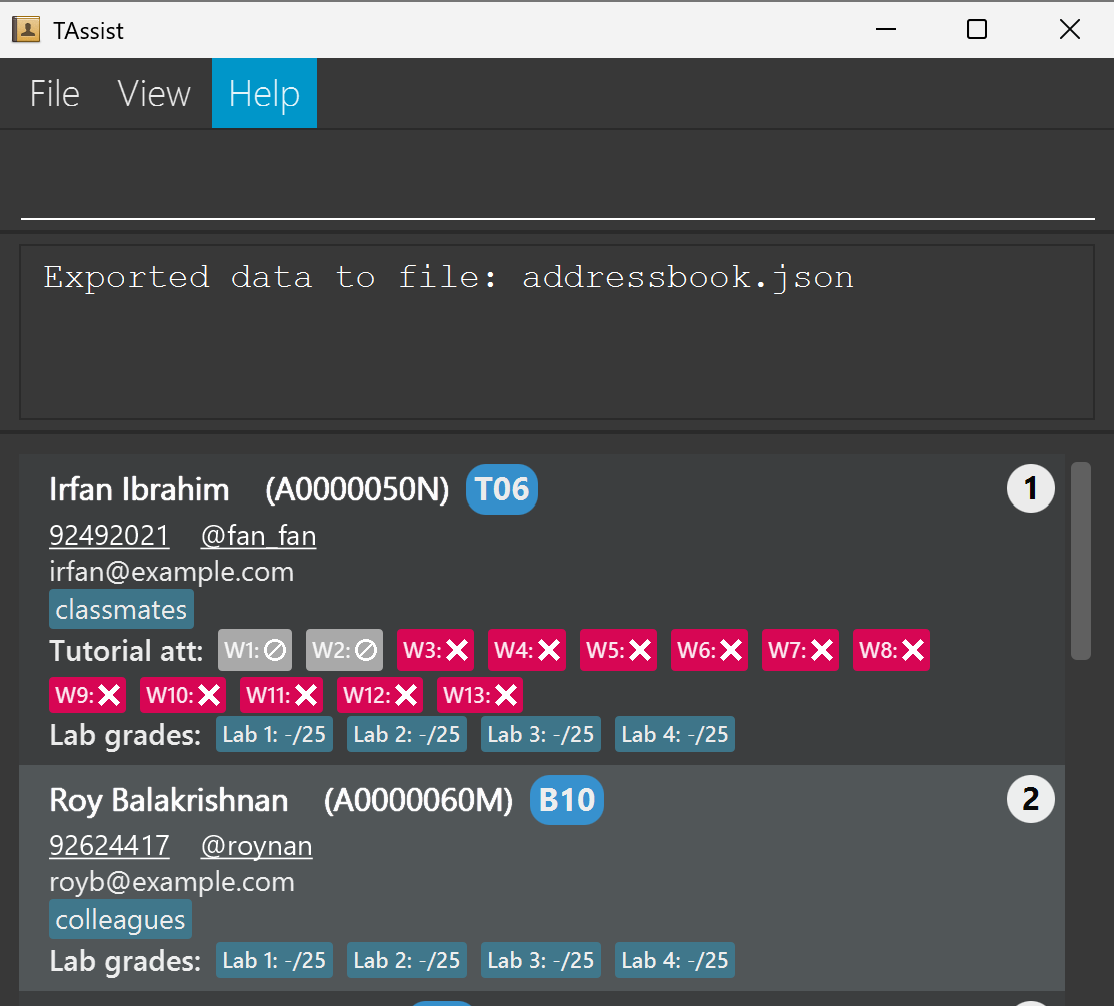 TAssist
File View Help
Exported data to file: addressbook.json
Irfan Ibrahim (A0000050N) T06 1
92492021 @fan_fan
irfan@example.com
classmates
Tutorial att: W1: W2: W3: W4: W5: W6: W7: W8:
W9: W10: W11: W12: W13:
Lab grades: Lab 1: -/25 Lab 2: -/25 Lab 3: -/25 Lab 4: -/25
Roy Balakrishnan (A0000060M) B10 2
92624417 @roynan
royb@example.com
colleagues
Lab grades: Lab 1: -/25 Lab 2: -/25 Lab 3: -/25 Lab 4: -/25